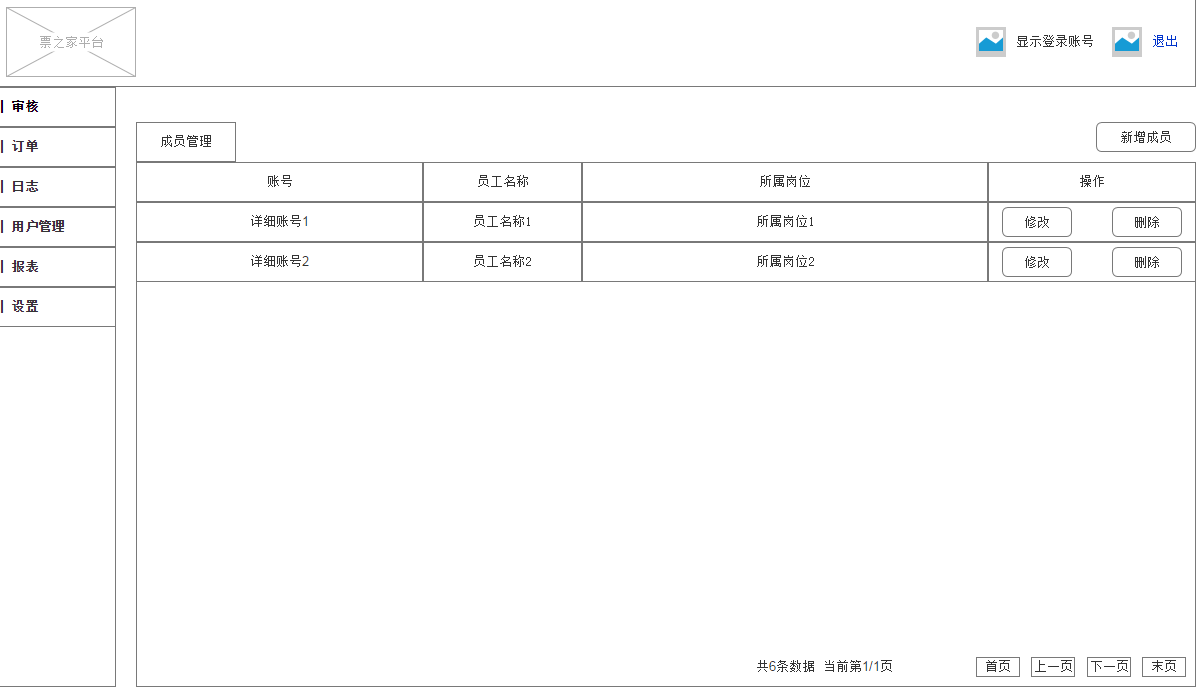 票之家平台
显示登录账号 退出
审核
订单
日志
用户管理
报表
设置
成员管理 新增成员
账号 员工名称 所属岗位 操作
详细账号1 员工名称1 所属岗位1 修改 删除
详细账号2 员工名称2 所属岗位2 修改 删除
共6条数据 当前第1/1页 首页 上一页 下一页 末页